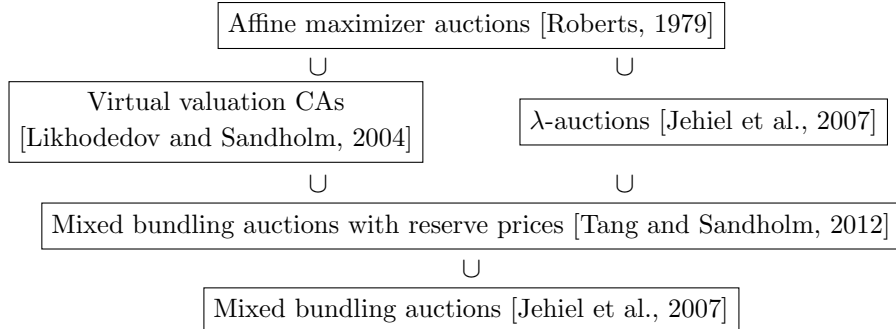 Affine maximizer auctions [Roberts, 1979]
∪ ∪
Virtual valuation CAs
[Likhodedov and Sandholm, 2004]
λ-auctions [Jehiel et al., 2007]
∪ ∪
Mixed bundling auctions with reserve prices [Tang and Sandholm, 2012]
∪
Mixed bundling auctions [Jehiel et al., 2007]